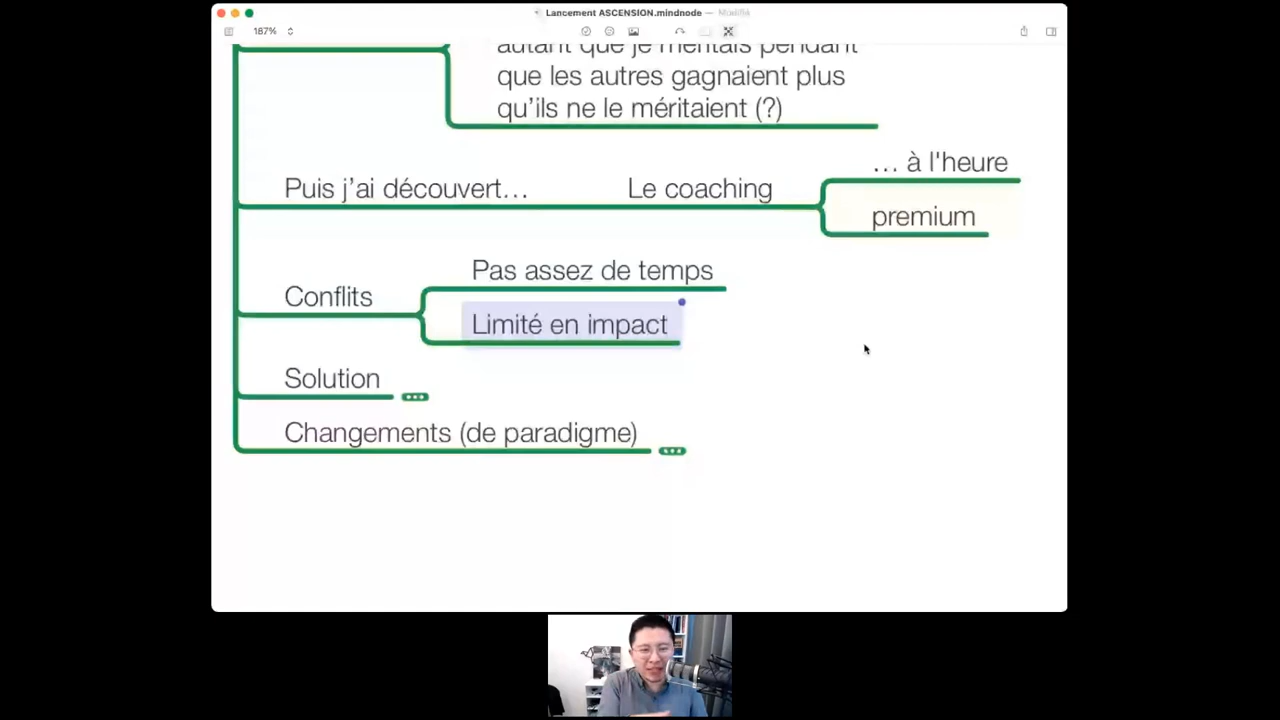 Lancement ASCENSION.mindnode — Modifié
187%
autant que je méritais pendant
que les autres gagnaient plus
qu'ils ne le méritaient (?)
… à l'heure
Puis j'ai découvert…
Le coaching
premium
Pas assez de temps
Conflits
Limité en impact
Solution
Changements (de paradigme)